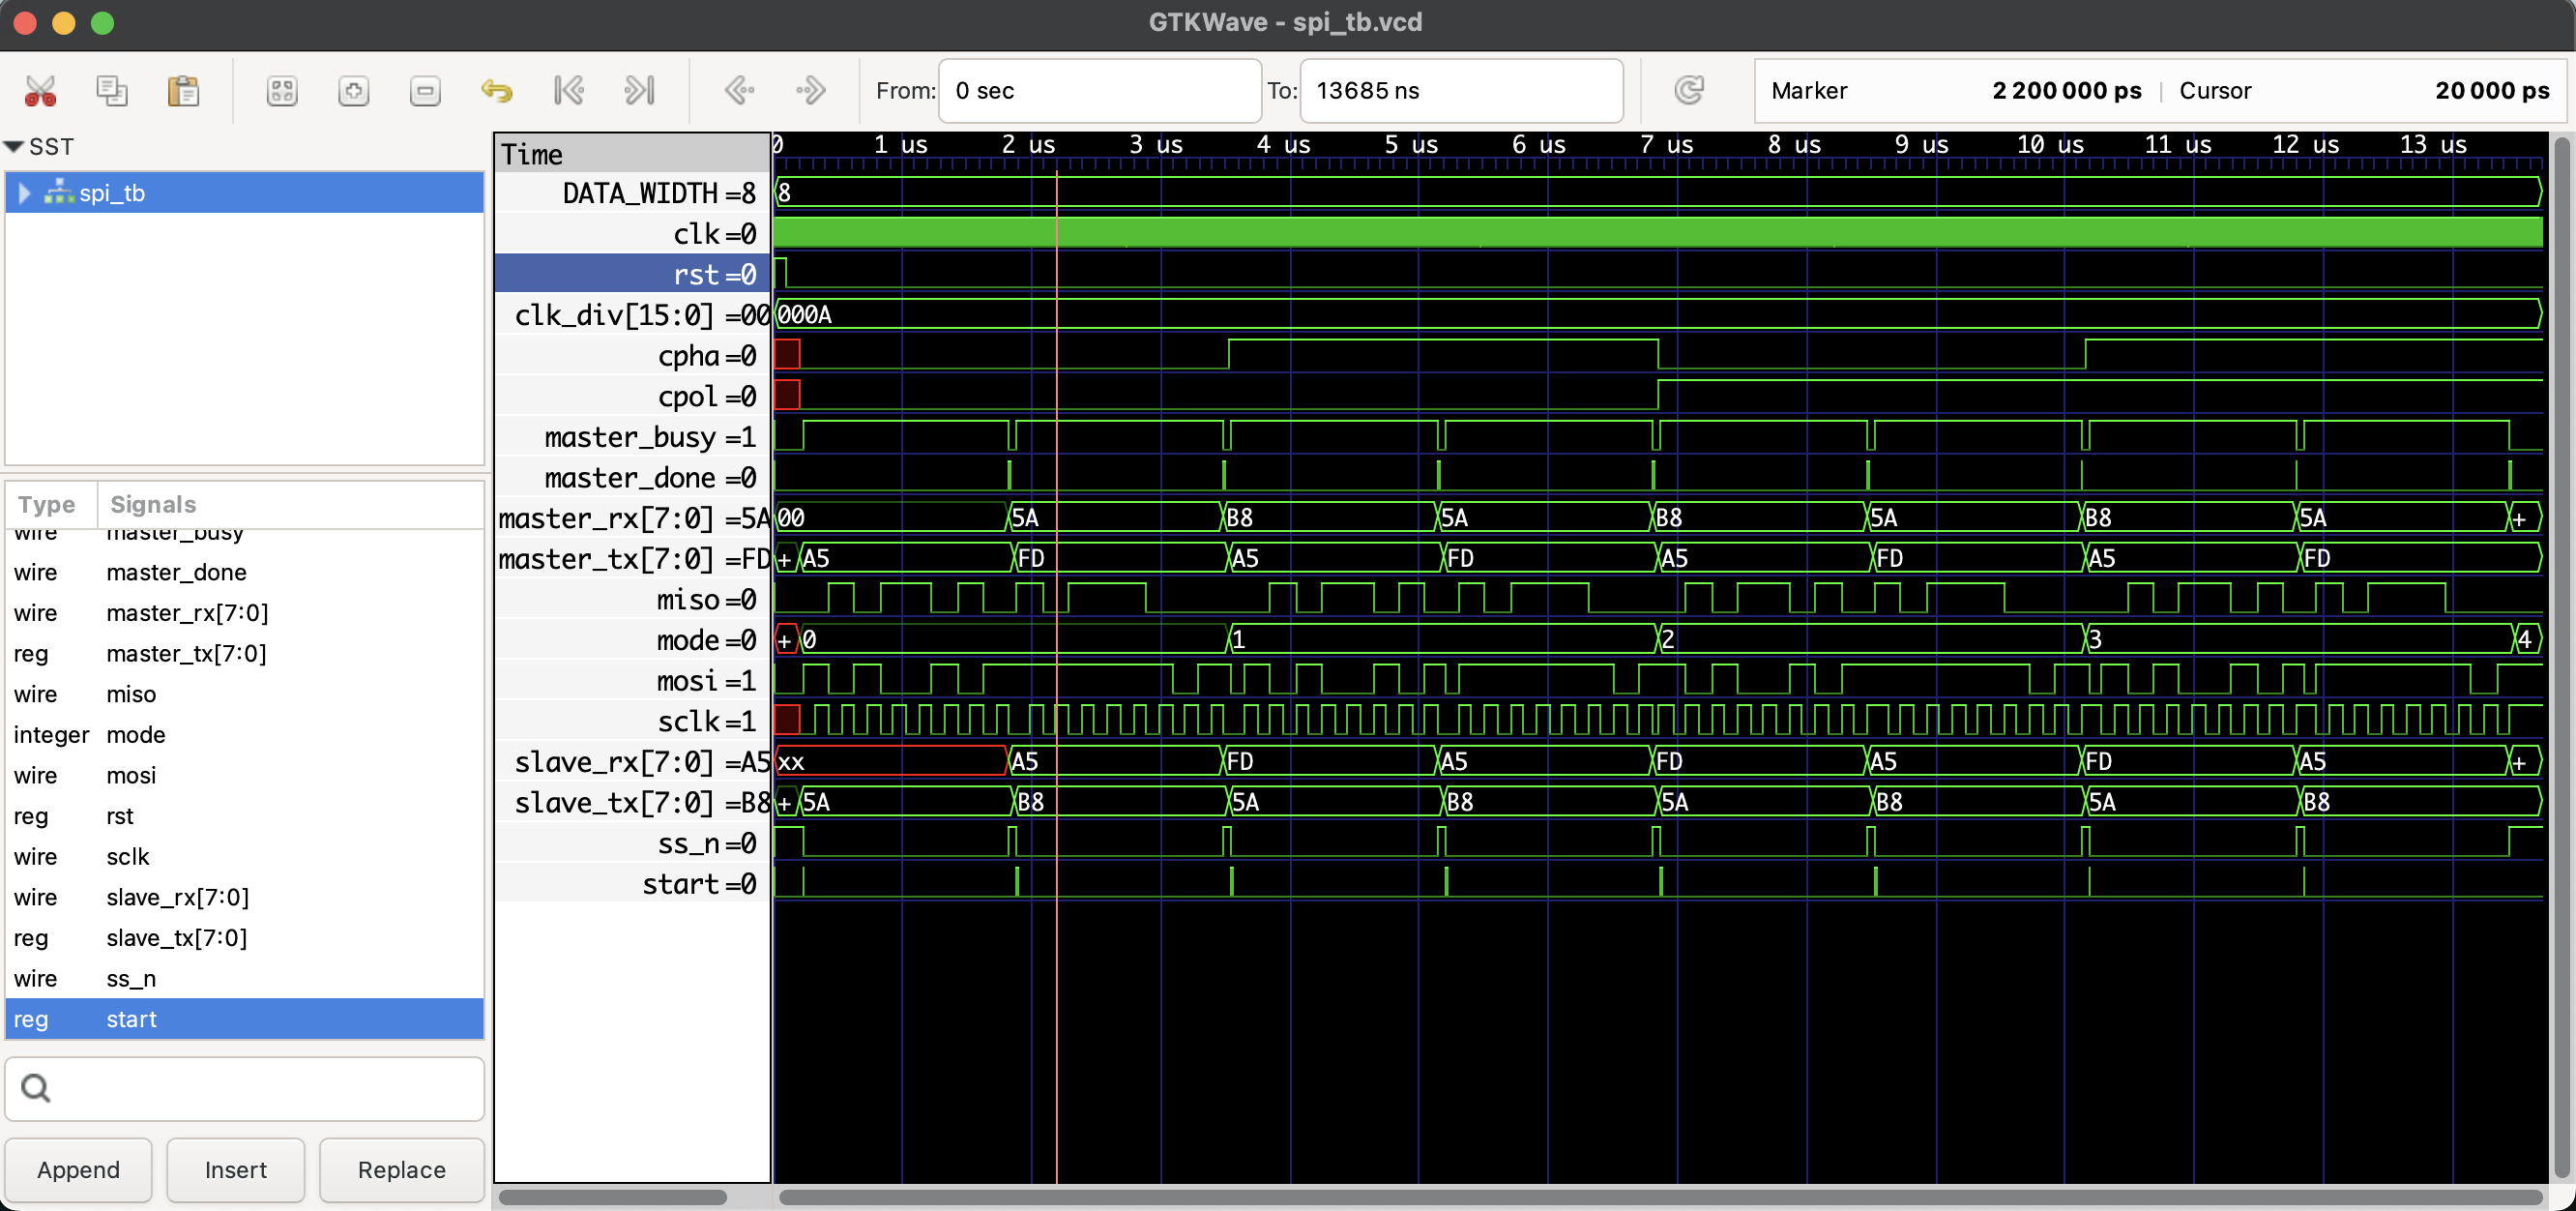 GTKWave - spi_tb.vcd
From: 0 sec To: 13685 ns Marker 2 200 000 ps | Cursor 20 000 ps
SST
spi_tb
Type Signals
wire master_busy
wire master_done
wire master_rx[7:0]
reg master_tx[7:0]
wire miso
integer mode
wire mosi
reg rst
wire sclk
wire slave_rx[7:0]
reg slave_tx[7:0]
wire ss_n
reg start
Append Insert Replace
Time 0 1 us 2 us 3 us 4 us 5 us 6 us 7 us 8 us 9 us 10 us 11 us 12 us 13 us
DATA_WIDTH =8 8
clk =0
rst =0
clk_div[15:0] =00 000A
cpha =0
cpol =0
master_busy =1
master_done =0
master_rx[7:0] =5A 00 5A B8 5A B8 5A B8 5A +
master_tx[7:0] =FD + A5 FD A5 FD A5 FD A5 FD
miso =0
mode =0 + 0 1 2 3 4
mosi =1
sclk =1
slave_rx[7:0] =A5 xx A5 FD A5 FD A5 FD A5 +
slave_tx[7:0] =B8 + 5A B8 5A B8 5A B8 5A B8
ss_n =0
start =0